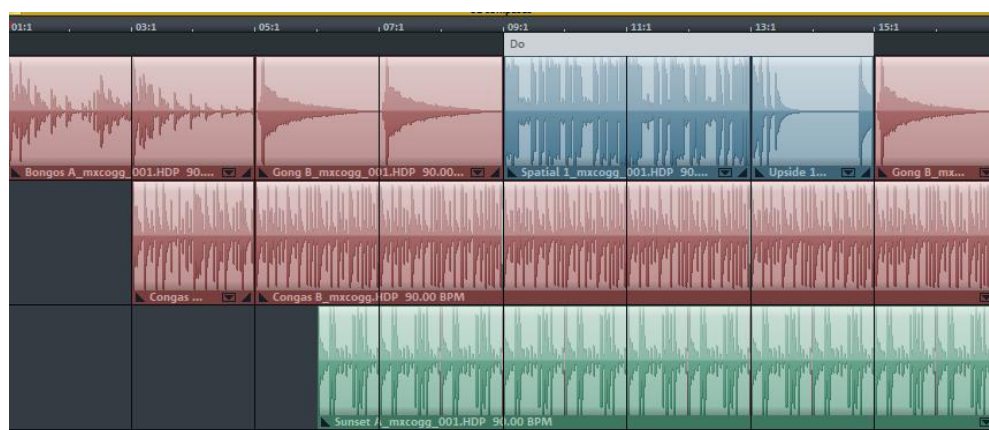 01:1 03:1 05:1 07:1 09:1 11:1 13:1 15:1
Do
Bongos A_mxcogg_001.HDP 90.... Gong B_mxcogg_001.HDP 90.00... Spatial 1_mxcogg_001.HDP 90.... Upside 1... Gong B_mx...
Congas ... Congas B_mxcogg.HDP 90.00 BPM
Sunset A_mxcogg_001.HDP 90.00 BPM